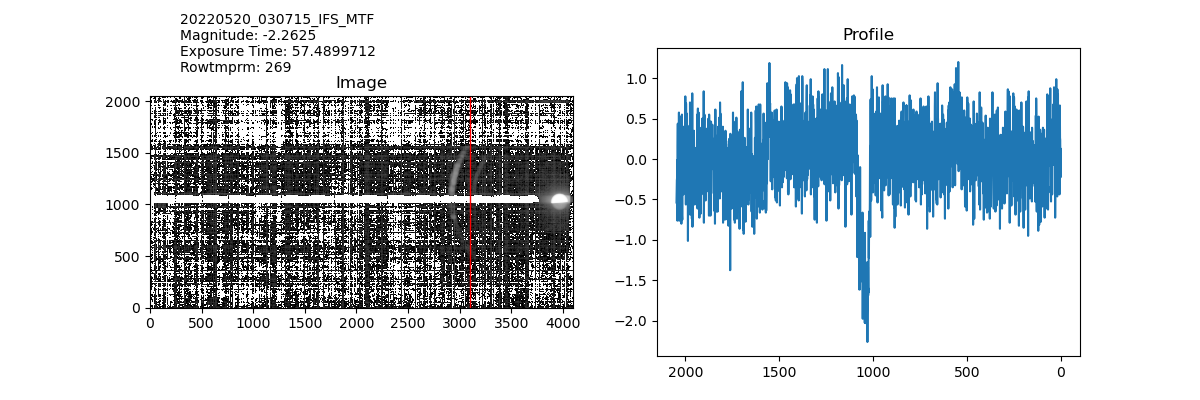 20220520_030715_IFS_MTF
Magnitude: -2.2625
Exposure Time: 57.4899712
Rowtmprm: 269
Image
2000
1500
1000
500
0
0 500 1000 1500 2000 2500 3000 3500 4000
Profile
1.0
0.5
0.0
−0.5
−1.0
−1.5
−2.0
2000 1500 1000 500 0